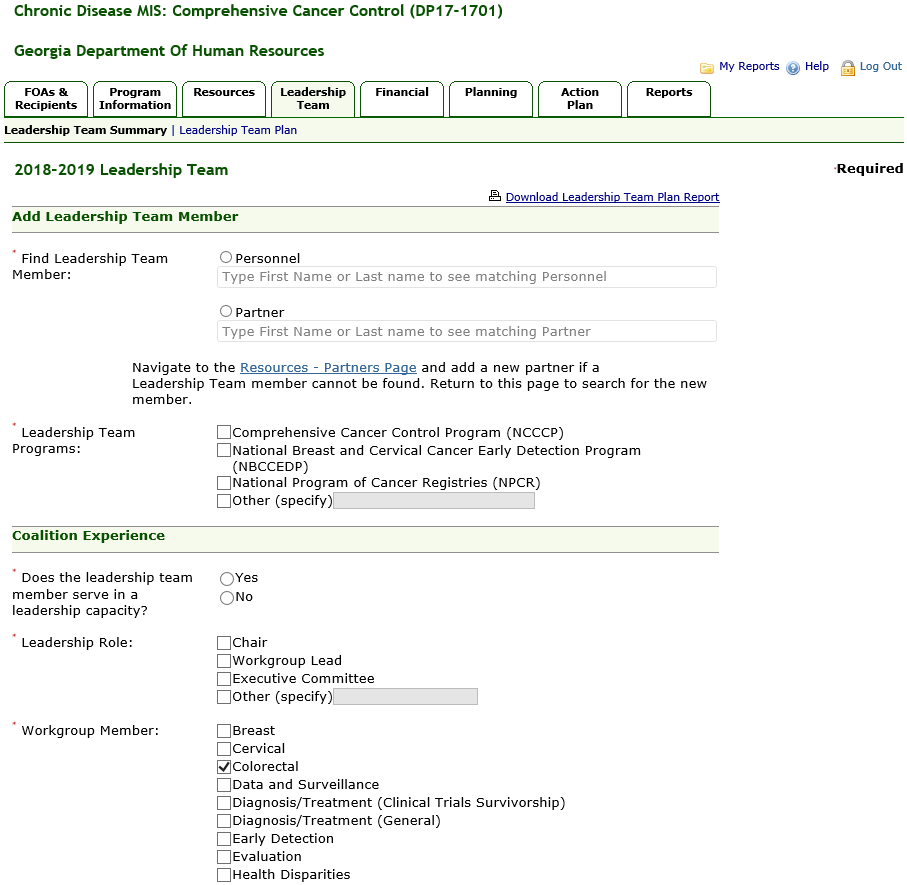 Chronic Disease MIS: Comprehensive Cancer Control (DP17-1701)
Georgia Department Of Human Resources
My Reports Help Log Out
FOAs & Recipients Program Information Resources Leadership Team Financial Planning Action Plan Reports
Leadership Team Summary | Leadership Team Plan
2018-2019 Leadership Team
*Required
Download Leadership Team Plan Report
Add Leadership Team Member
* Find Leadership Team
Member:
Personnel
Type First Name or Last name to see matching Personnel
Partner
Type First Name or Last name to see matching Partner
Navigate to the Resources - Partners Page and add a new partner if a
Leadership Team member cannot be found. Return to this page to search for the new
member.
* Leadership Team
Programs:
Comprehensive Cancer Control Program (NCCCP)
National Breast and Cervical Cancer Early Detection Program
(NBCCEDP)
National Program of Cancer Registries (NPCR)
Other (specify)
Coalition Experience
* Does the leadership team
member serve in a
leadership capacity?
Yes
No
* Leadership Role:
Chair
Workgroup Lead
Executive Committee
Other (specify)
* Workgroup Member:
Breast
Cervical
Colorectal
Data and Surveillance
Diagnosis/Treatment (Clinical Trials Survivorship)
Diagnosis/Treatment (General)
Early Detection
Evaluation
Health Disparities